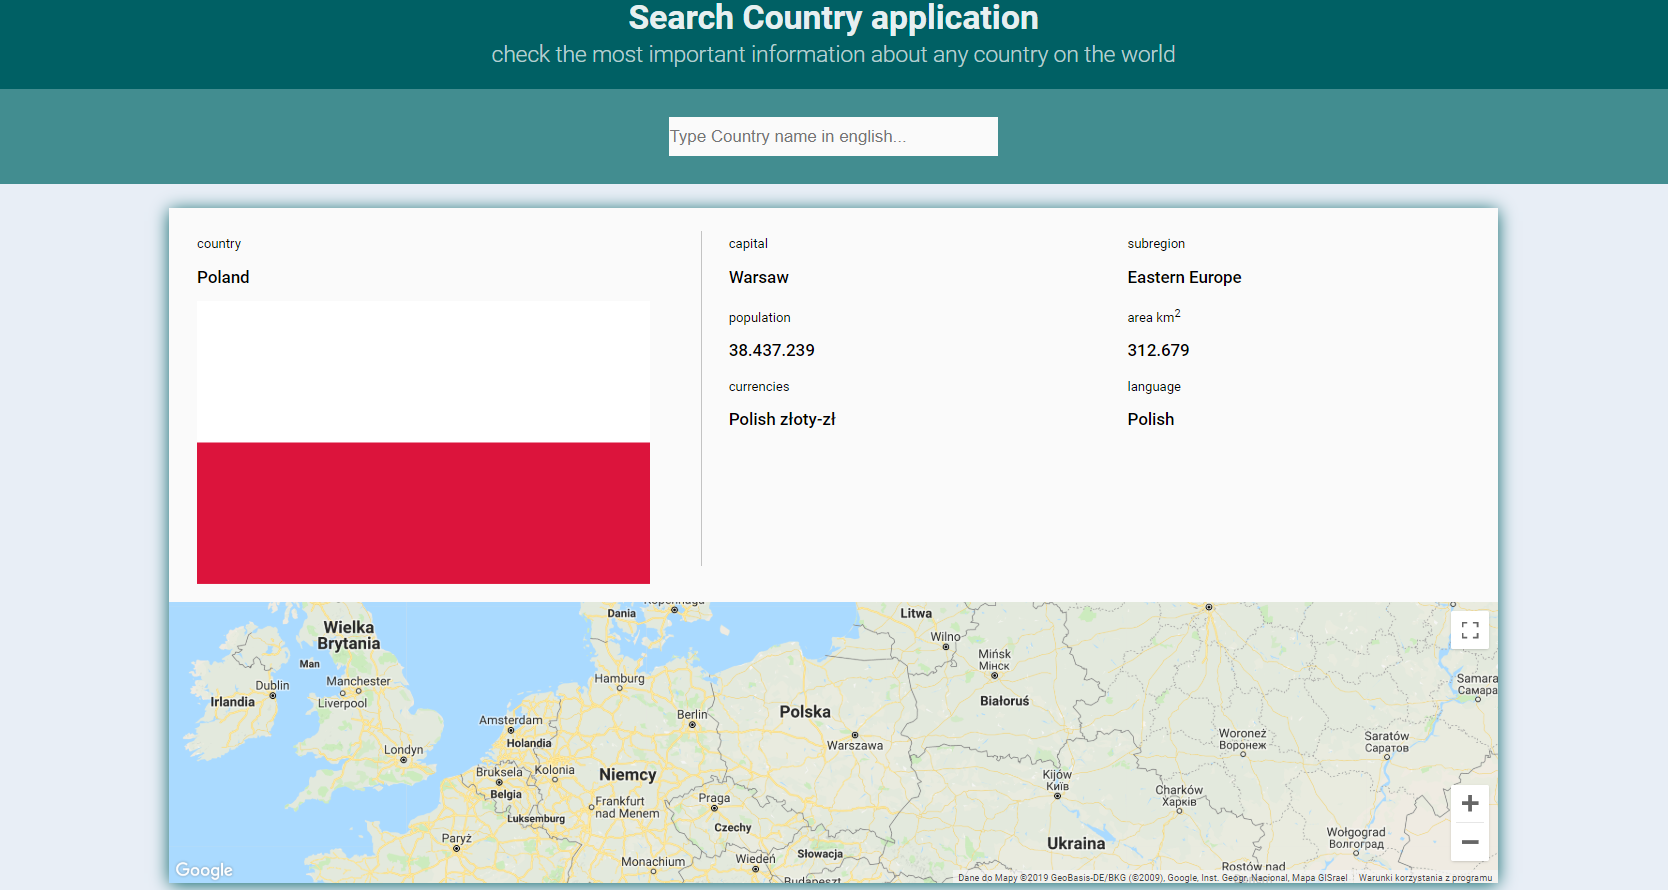 Search Country application
check the most important information about any country on the world
Type Country name in english...
country
Poland
capital
Warsaw
subregion
Eastern Europe
population
38.437.239
area km²
312.679
currencies
Polish złoty-zł
language
Polish
Dania
Litwa
Wielka
Brytania
Wilno
Man
Mińsk
Мінск
Dublin
Manchester
Hamburg
Samara
Самара
Irlandia
Liverpool
Białoruś
Amsterdam
Berlin
Polska
Holandia
Warszawa
Woroneż
Воронеж
Saratów
Саратов
Londyn
Bruksela
Kolonia
Niemcy
Kijów
Київ
Belgia
Frankfurt
nad Menem
Praga
Charków
Харків
Luksemburg
Czechy
Paryż
Ukraina
Wołgograd
Волгоград
Słowacja
Monachium
Wiedeń
Rostów nad
Budapeszt
Google
Dane do Mapy ©2019 GeoBasis-DE/BKG (©2009), Google, Inst. Geogr. Nacional, Mapa GISrael
Warunki korzystania z programu